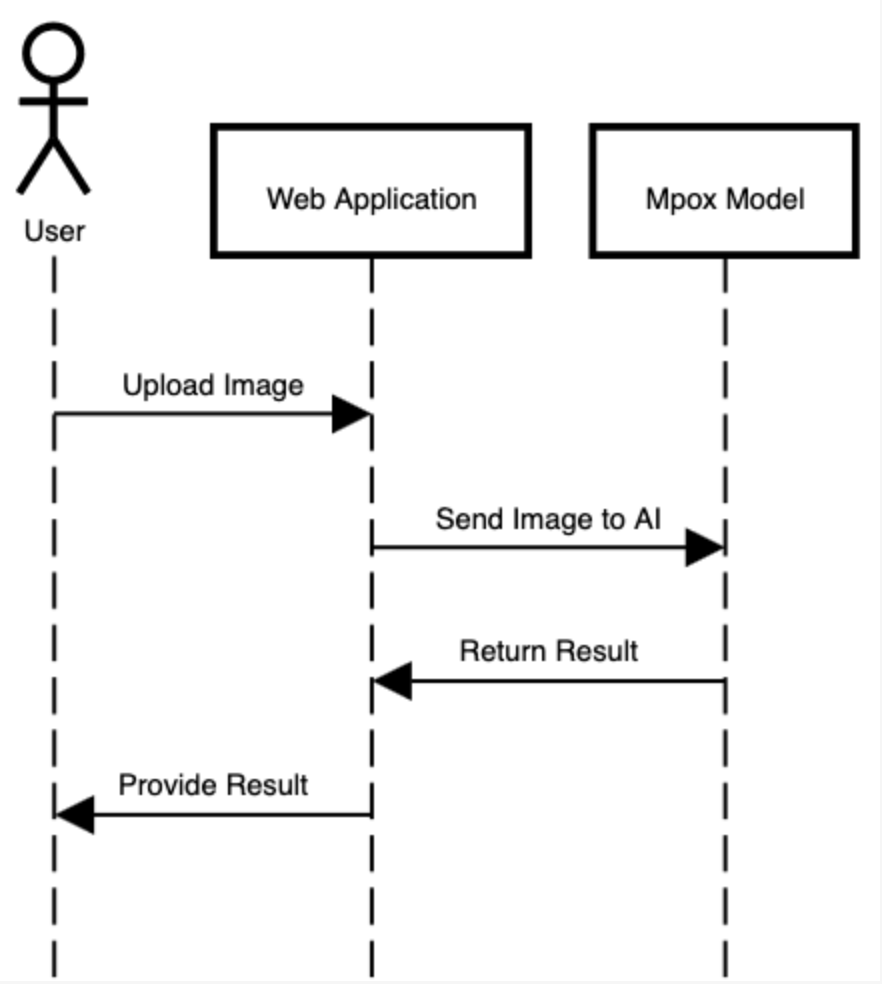 User
Web Application
Mpox Model
Upload Image
Send Image to AI
Return Result
Provide Result